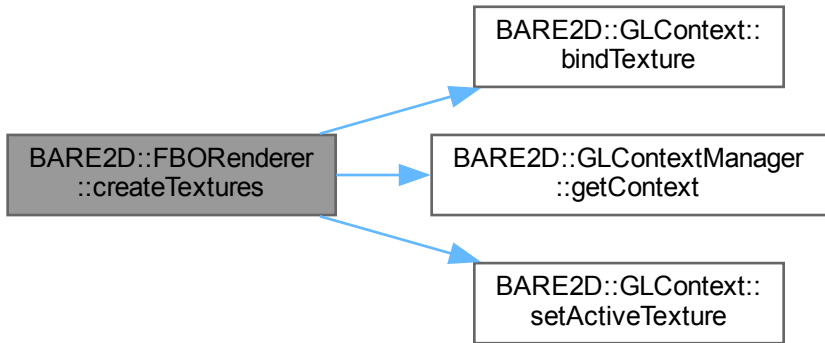 BARE2D::FBORenderer
::createTextures
BARE2D::GLContext::
bindTexture
BARE2D::GLContextManager
::getContext
BARE2D::GLContext::
setActiveTexture